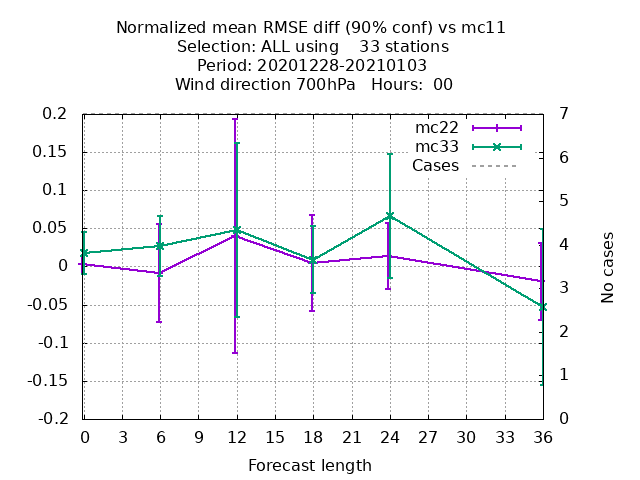 Normalized mean RMSE diff (90% conf) vs mc11
Selection: ALL using    33 stations
Period: 20201228-20210103
Wind direction 700hPa   Hours:  00
0.2
0.15
0.1
0.05
0
-0.05
-0.1
-0.15
-0.2
7
6
5
4
3
2
1
0
mc22
mc33
Cases
No cases
0 3 6 9 12 15 18 21 24 27 30 33 36
Forecast length